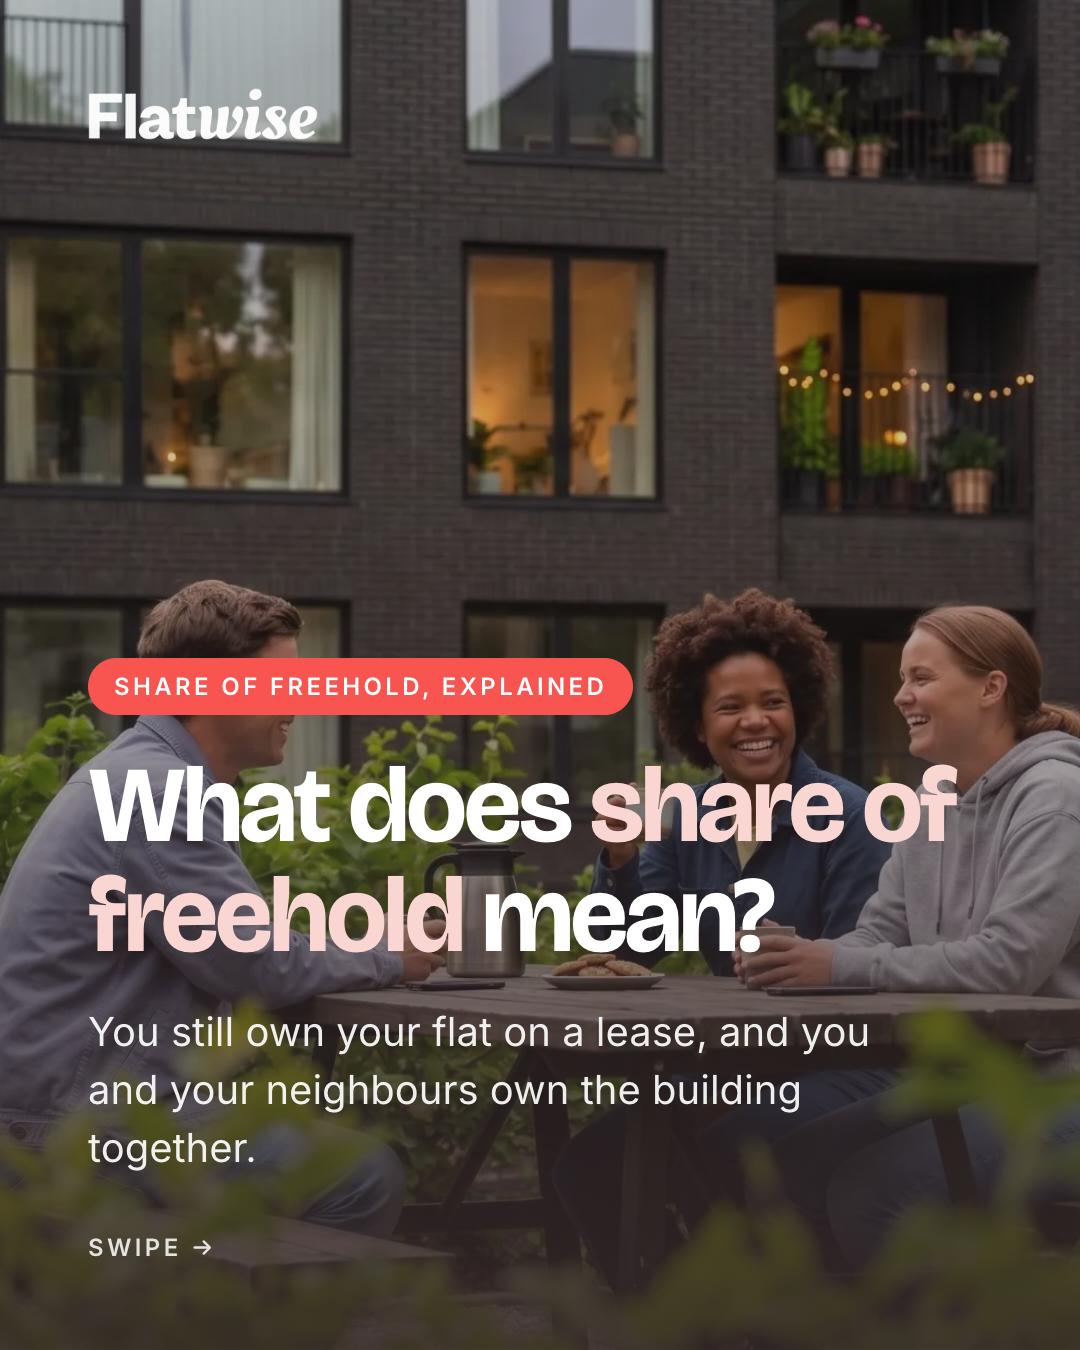 Flatwise
SHARE OF FREEHOLD, EXPLAINED
What does share of
freehold mean?
You still own your flat on a lease, and you
and your neighbours own the building
together.
SWIPE →